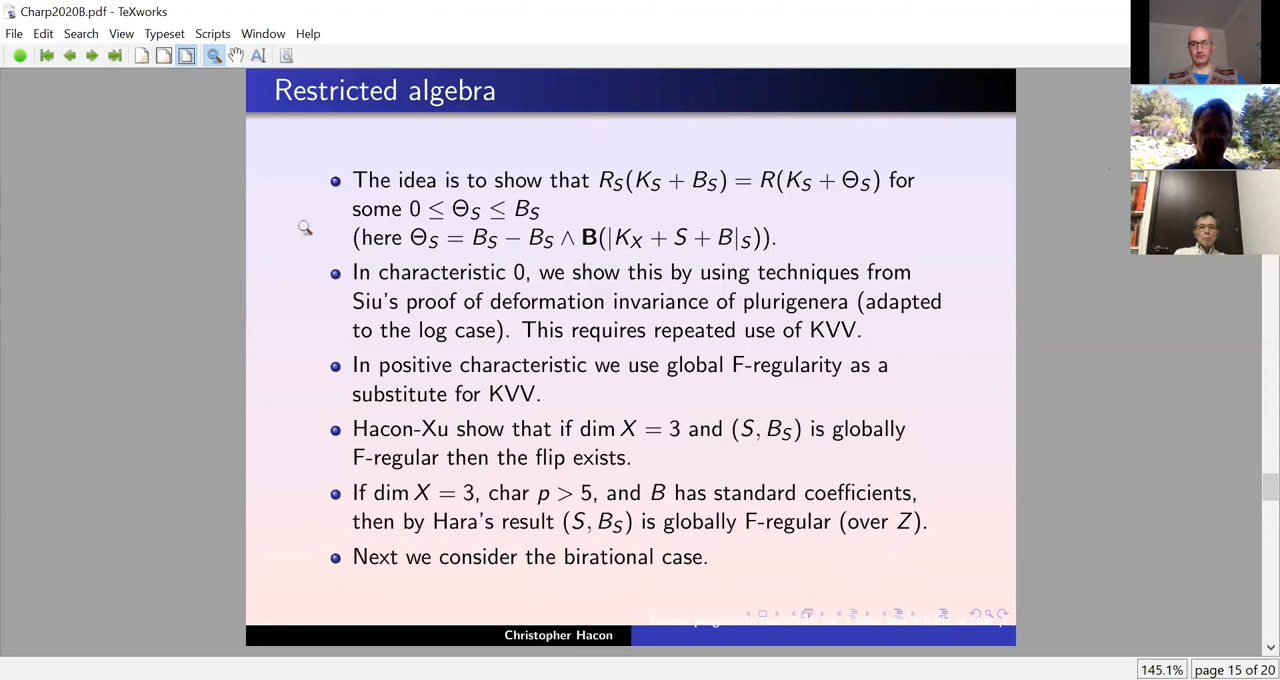 Charp2020B.pdf - TeXworks
File Edit Search View Typeset Scripts Window Help
Restricted algebra
The idea is to show that R_S(K_S + B_S) = R(K_S + Θ_S) for
some 0 ≤ Θ_S ≤ B_S
(here Θ_S = B_S − B_S ∧ B(|K_X + S + B|_S)).
In characteristic 0, we show this by using techniques from
Siu's proof of deformation invariance of plurigenera (adapted
to the log case). This requires repeated use of KVV.
In positive characteristic we use global F-regularity as a
substitute for KVV.
Hacon-Xu show that if dim X = 3 and (S, B_S) is globally
F-regular then the flip exists.
If dim X = 3, char p > 5, and B has standard coefficients,
then by Hara's result (S, B_S) is globally F-regular (over Z).
Next we consider the birational case.
Christopher Hacon
145.1% page 15 of 20